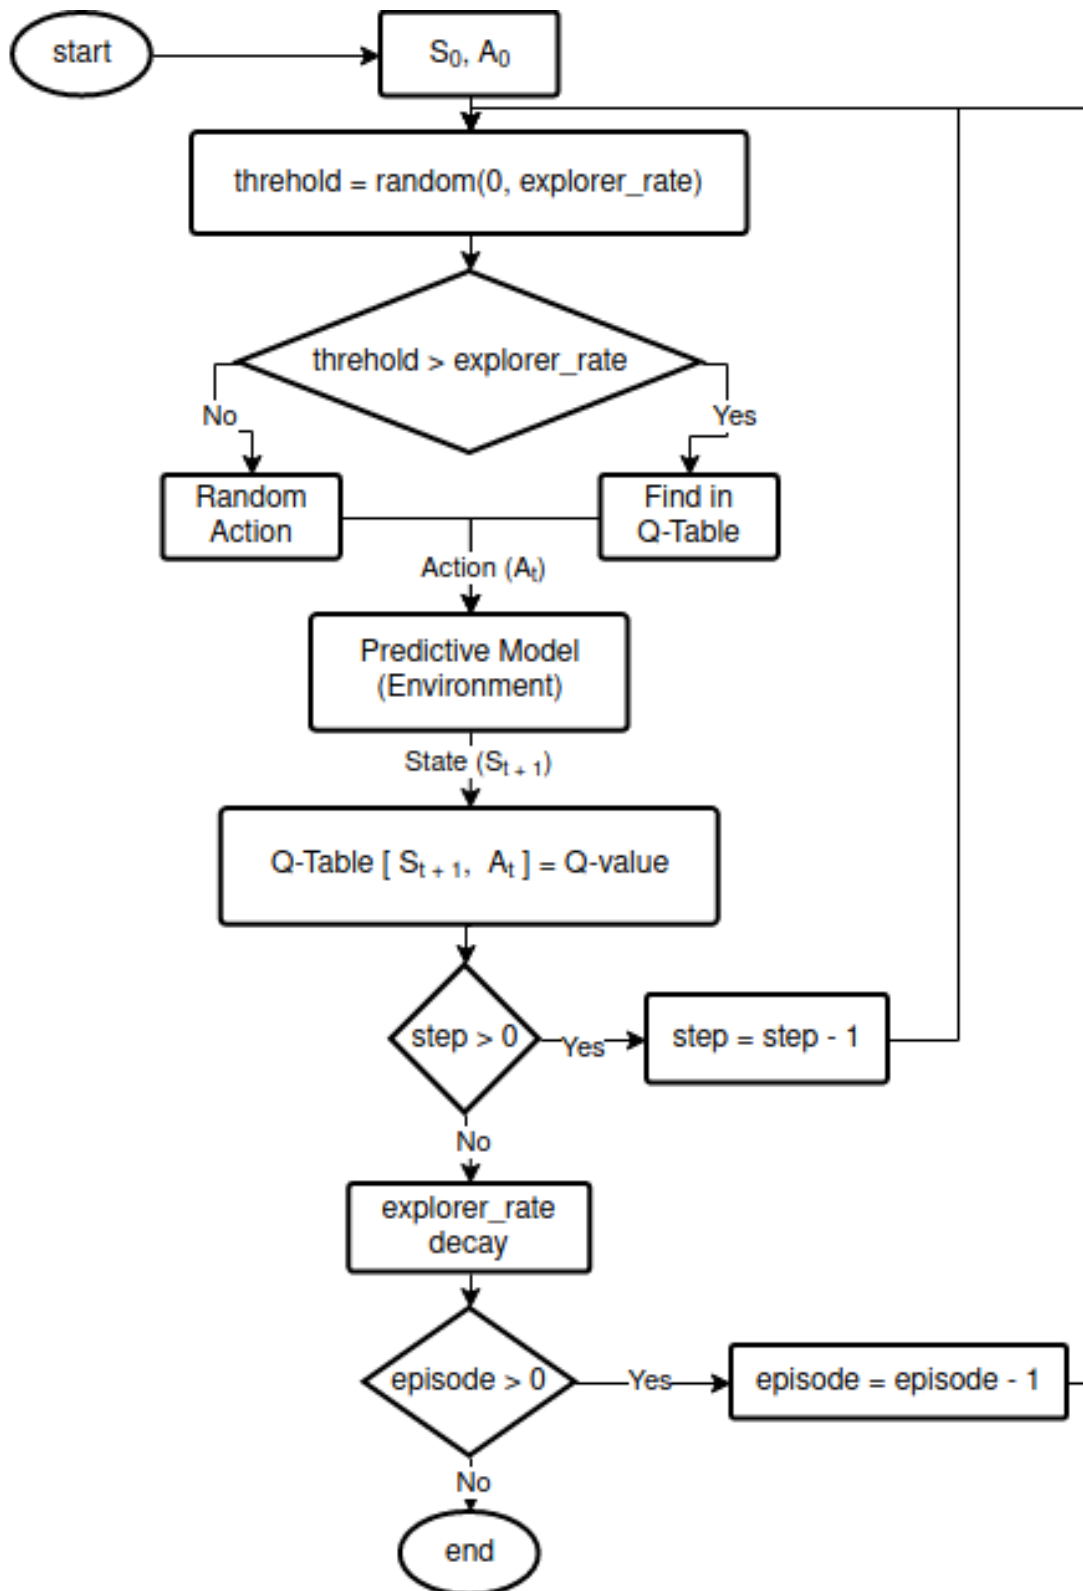 start
S₀, A₀
threhold = random(0, explorer_rate)
threhold > explorer_rate
No
Yes
Random
Action
Find in
Q-Table
Action (Aₜ)
Predictive Model
(Environment)
State (Sₜ ₊ ₁)
Q-Table [ Sₜ ₊ ₁, Aₜ ] = Q-value
step > 0
Yes
step = step - 1
No
explorer_rate
decay
episode > 0
Yes
episode = episode - 1
No
end